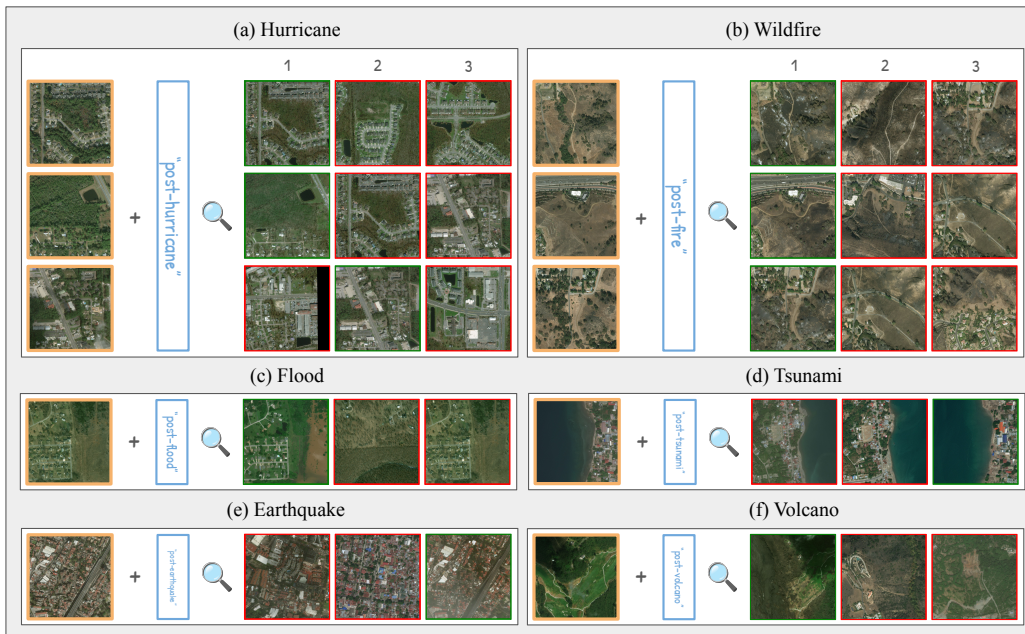 (a) Hurricane
(b) Wildfire
1 2 3
1 2 3
+ "post-hurricane"
+ "post-fire"
(c) Flood
(d) Tsunami
+ "post-flood"
+ "post-tsunami"
(e) Earthquake
(f) Volcano
+ "post-earthquake"
+ "post-volcano"